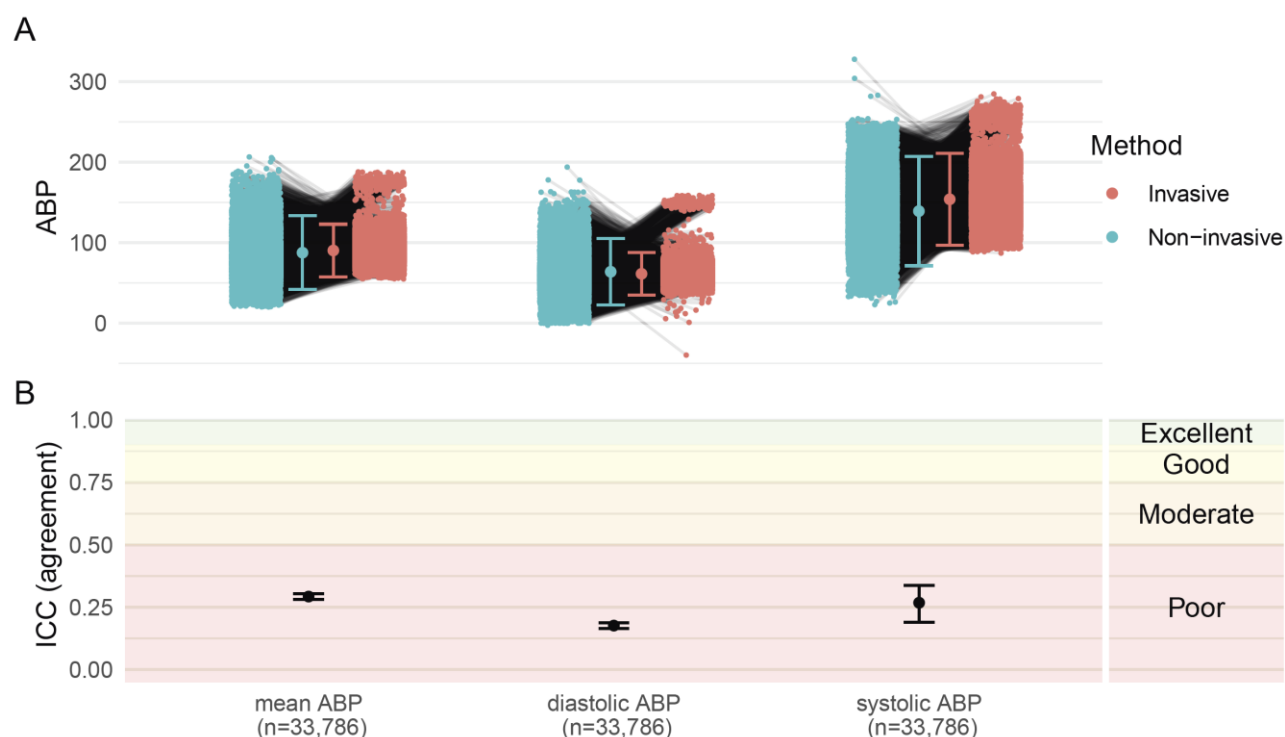 A
300
200
100
0
ABP
Method
Invasive
Non−invasive
B
1.00
0.75
0.50
0.25
0.00
ICC (agreement)
Excellent
Good
Moderate
Poor
mean ABP
(n=33,786)
diastolic ABP
(n=33,786)
systolic ABP
(n=33,786)